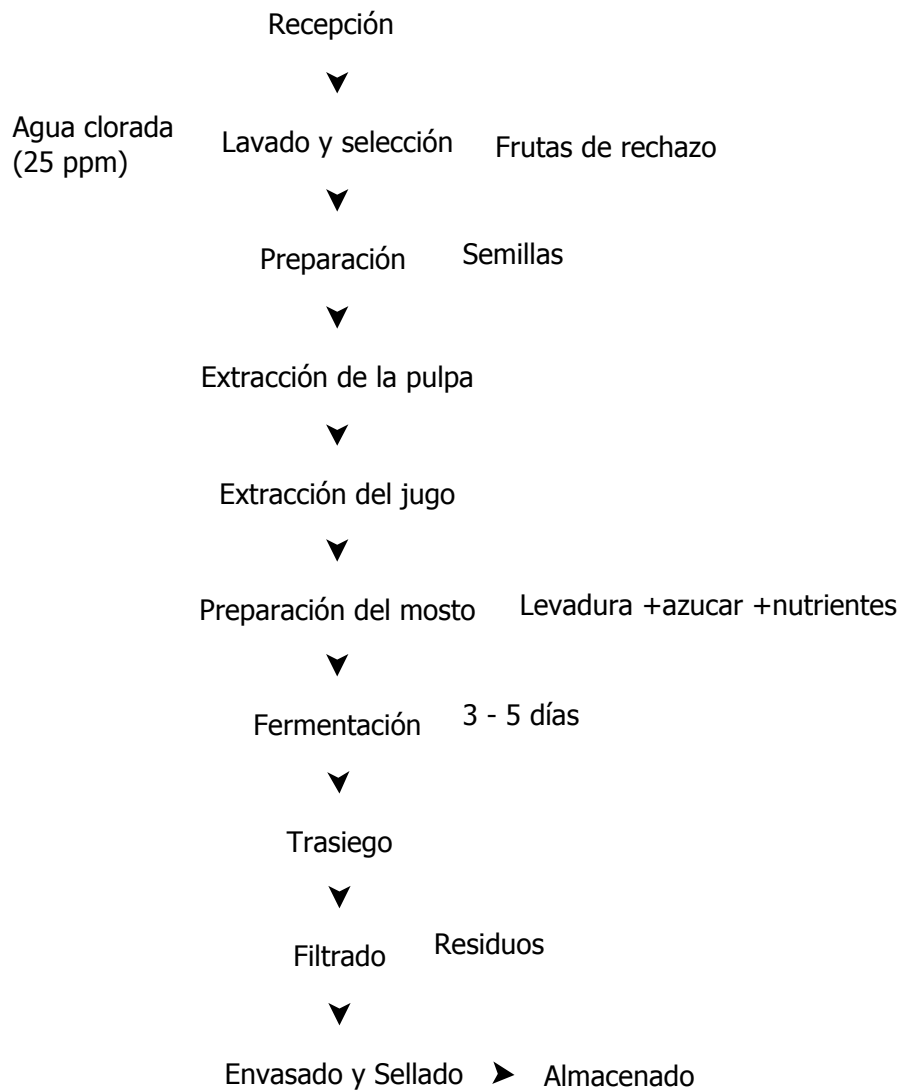 Recepción
Agua clorada
(25 ppm)
Lavado y selección
Frutas de rechazo
Preparación
Semillas
Extracción de la pulpa
Extracción del jugo
Preparación del mosto
Levadura +azucar +nutrientes
Fermentación
3 - 5 días
Trasiego
Filtrado
Residuos
Envasado y Sellado
Almacenado